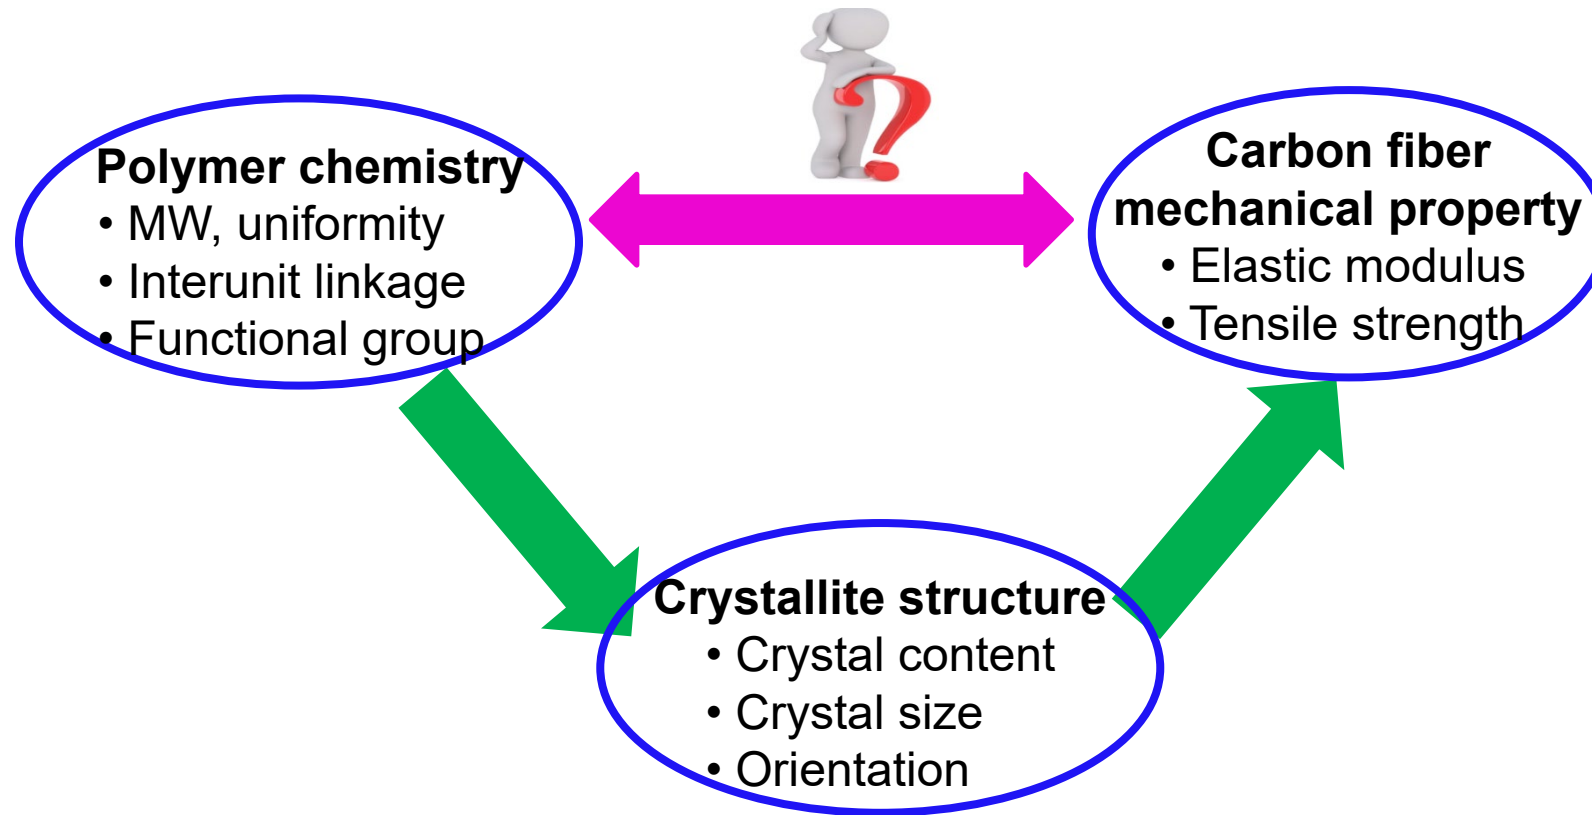 Polymer chemistry
• MW, uniformity
• Interunit linkage
• Functional group
Carbon fiber
mechanical property
• Elastic modulus
• Tensile strength
Crystallite structure
• Crystal content
• Crystal size
• Orientation